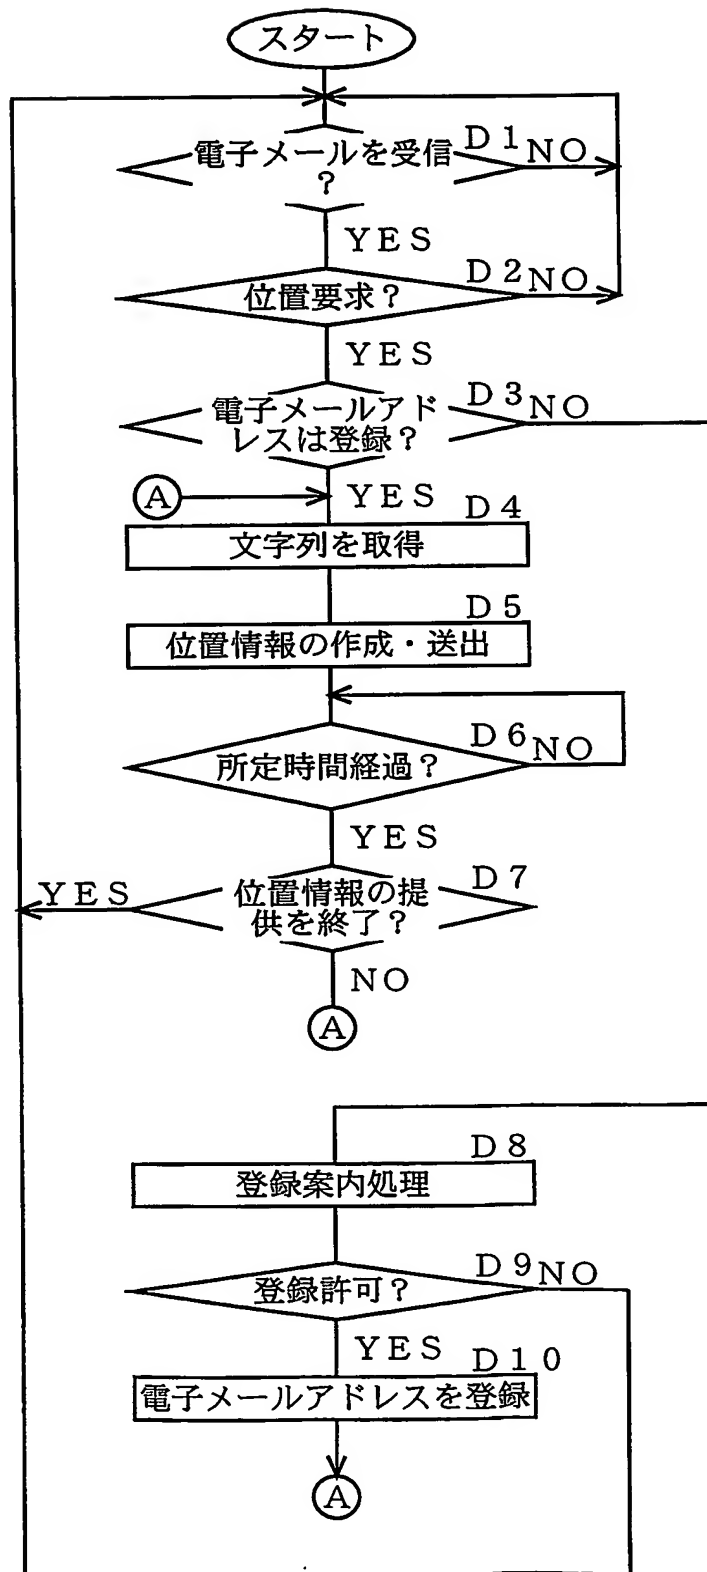 スタート
電子メールを受信
?
D1
NO
YES
位置要求?
D2
NO
YES
電子メールアド
レスは登録?
D3
NO
A
YES
D4
文字列を取得
D5
位置情報の作成・送出
所定時間経過?
D6
NO
YES
YES
位置情報の提
供を終了?
D7
NO
A
D8
登録案内処理
登録許可?
D9
NO
YES
D10
電子メールアドレスを登録
A